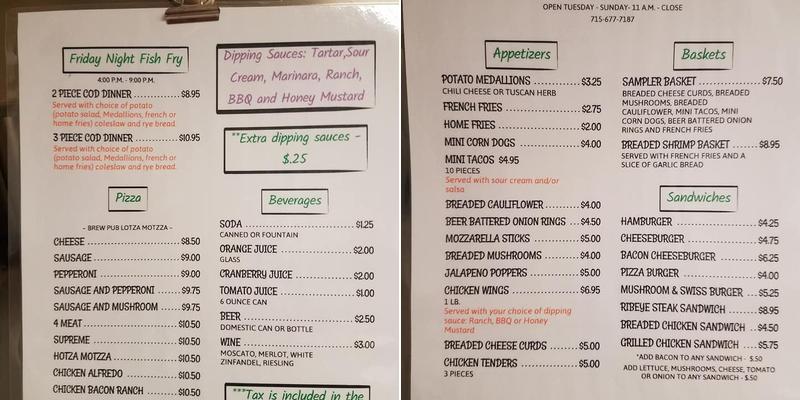 Friday Night Fish Fry
4:00 P.M. - 9:00 P.M.
2 PIECE COD DINNER ........ $8.95
Served with choice of potato
(potato salad, Medallions, french or
home fries) coleslaw and rye bread.
3 PIECE COD DINNER ........ $10.95
Served with choice of potato
(potato salad, Medallions, french or
home fries) coleslaw and rye bread.
Pizza
~ BREW PUB LOTZA MOTZZA ~
CHEESE ........ $8.50
SAUSAGE ........ $9.00
PEPPERONI ........ $9.00
SAUSAGE AND PEPPERONI ........ $9.75
SAUSAGE AND MUSHROOM ........ $9.75
4 MEAT ........ $10.50
SUPREME ........ $10.50
HOTZA MOTZZA ........ $10.50
CHICKEN ALFREDO ........ $10.50
CHICKEN BACON RANCH ........ $10.50
Dipping Sauces: Tartar,Sour
Cream, Marinara, Ranch,
BBQ and Honey Mustard
**Extra dipping sauces -
$.25
Beverages
SODA ........ $1.25
CANNED OR FOUNTAIN
ORANGE JUICE ........ $2.00
GLASS
CRANBERRY JUICE ........ $2.00
TOMATO JUICE ........ $1.00
6 OUNCE CAN
BEER ........ $2.50
DOMESTIC CAN OR BOTTLE
WINE ........ $3.00
MOSCATO, MERLOT, WHITE
ZINFANDEL, RIESLING
***Tax is included in the
OPEN TUESDAY - SUNDAY- 11 A.M. - CLOSE
715-677-7187
Appetizers
POTATO MEDALLIONS ........ $3.25
CHILI CHEESE OR TUSCAN HERB
FRENCH FRIES ........ $2.75
HOME FRIES ........ $2.00
MINI CORN DOGS ........ $4.00
MINI TACOS $4.95
10 PIECES
Served with sour cream and/or
salsa
BREADED CAULIFLOWER ........ $4.00
BEER BATTERED ONION RINGS ... $4.50
MOZZARELLA STICKS ........ $5.00
BREADED MUSHROOMS ........ $4.00
JALAPENO POPPERS ........ $5.00
CHICKEN WINGS ........ $6.95
1 LB.
Served with your choice of dipping
sauce: Ranch, BBQ or Honey
Mustard
BREADED CHEESE CURDS ........ $5.00
CHICKEN TENDERS ........ $5.00
3 PIECES
Baskets
SAMPLER BASKET ........ $7.50
BREADED CHEESE CURDS, BREADED
MUSHROOMS, BREADED
CAULIFLOWER, MINI TACOS, MINI
CORN DOGS, BEER BATTERED ONION
RINGS AND FRENCH FRIES
BREADED SHRIMP BASKET ........ $8.95
SERVED WITH FRENCH FRIES AND A
SLICE OF GARLIC BREAD
Sandwiches
HAMBURGER ........ $4.25
CHEESEBURGER ........ $4.75
BACON CHEESEBURGER ........ $6.25
PIZZA BURGER ........ $4.00
MUSHROOM & SWISS BURGER ... $5.25
RIBEYE STEAK SANDWICH ........ $8.95
BREADED CHICKEN SANDWICH ... $4.50
GRILLED CHICKEN SANDWICH .... $5.75
*ADD BACON TO ANY SANDWICH - $.50
ADD LETTUCE, MUSHROOMS, CHEESE, TOMATO
OR ONION TO ANY SANDWICH - $.50